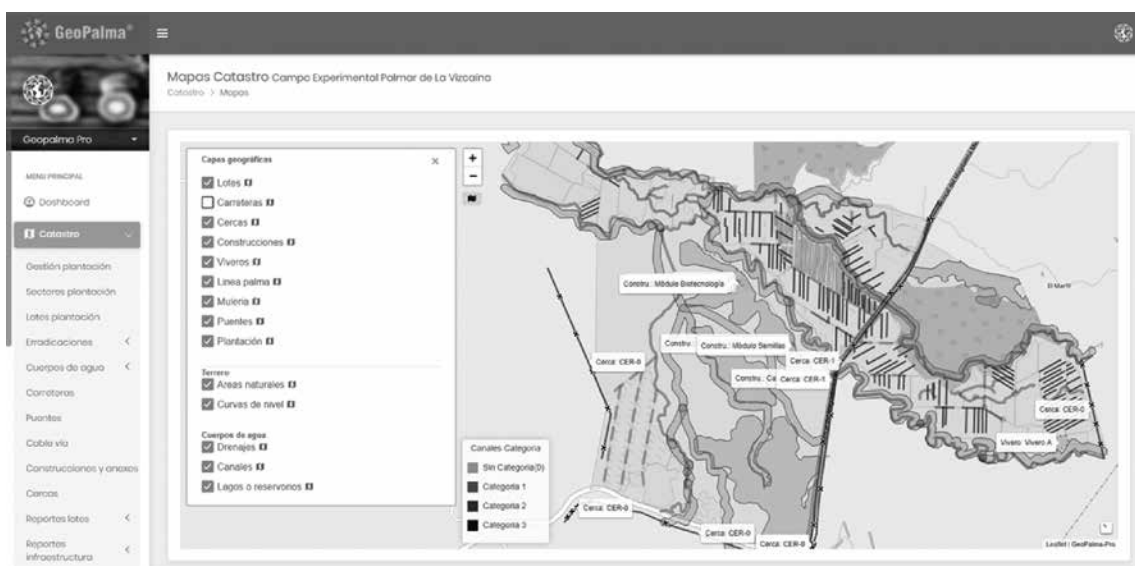 GeoPalma®
Geopalma Pro
MENÚ PRINCIPAL
Dashboard
Catastro
Gestión plantación
Sectores plantación
Lotes plantación
Erradicaciones
Cuerpos de agua
Carreteras
Puentes
Cable vía
Construcciones y anexos
Cercas
Reportes lotes
Reportes
infraestructura
Mapas Catastro Campo Experimental Palmar de La Vizcaína
Catastro > Mapas
Capas geográficas ×
Lotes
Carreteras
Cercas
Construcciones
Viveros
Linea palma
Muleria
Puentes
Plantación
Terreno
Areas naturales
Curvas de nivel
Cuerpos de agua
Drenajes
Canales
Lagos o reservorios
+
−
Canales Categoria
Sin Categoria(0)
Categoria 1
Categoria 2
Categoria 3
Constru.: Módulo Biotecnología
Constru.:
Constru.: Módulo Semillas
Cerca: CER-0
Cerca: CER-1
Constru.: Ca
Cerca: CER-1
Cerca: CER-0
Vivero: Vivero A
Cerca: CER-0
Cerca: CER-0
Cerca: CER-0
Leaflet | GeoPalma-Pro